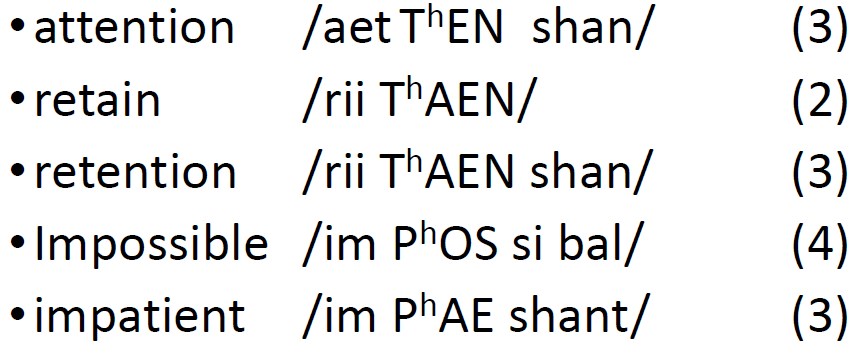 • attention /aet TʰEN shan/ (3)
• retain /rii TʰAEN/ (2)
• retention /rii TʰAEN shan/ (3)
• Impossible /im PʰOS si bal/ (4)
• impatient /im PʰAE shant/ (3)